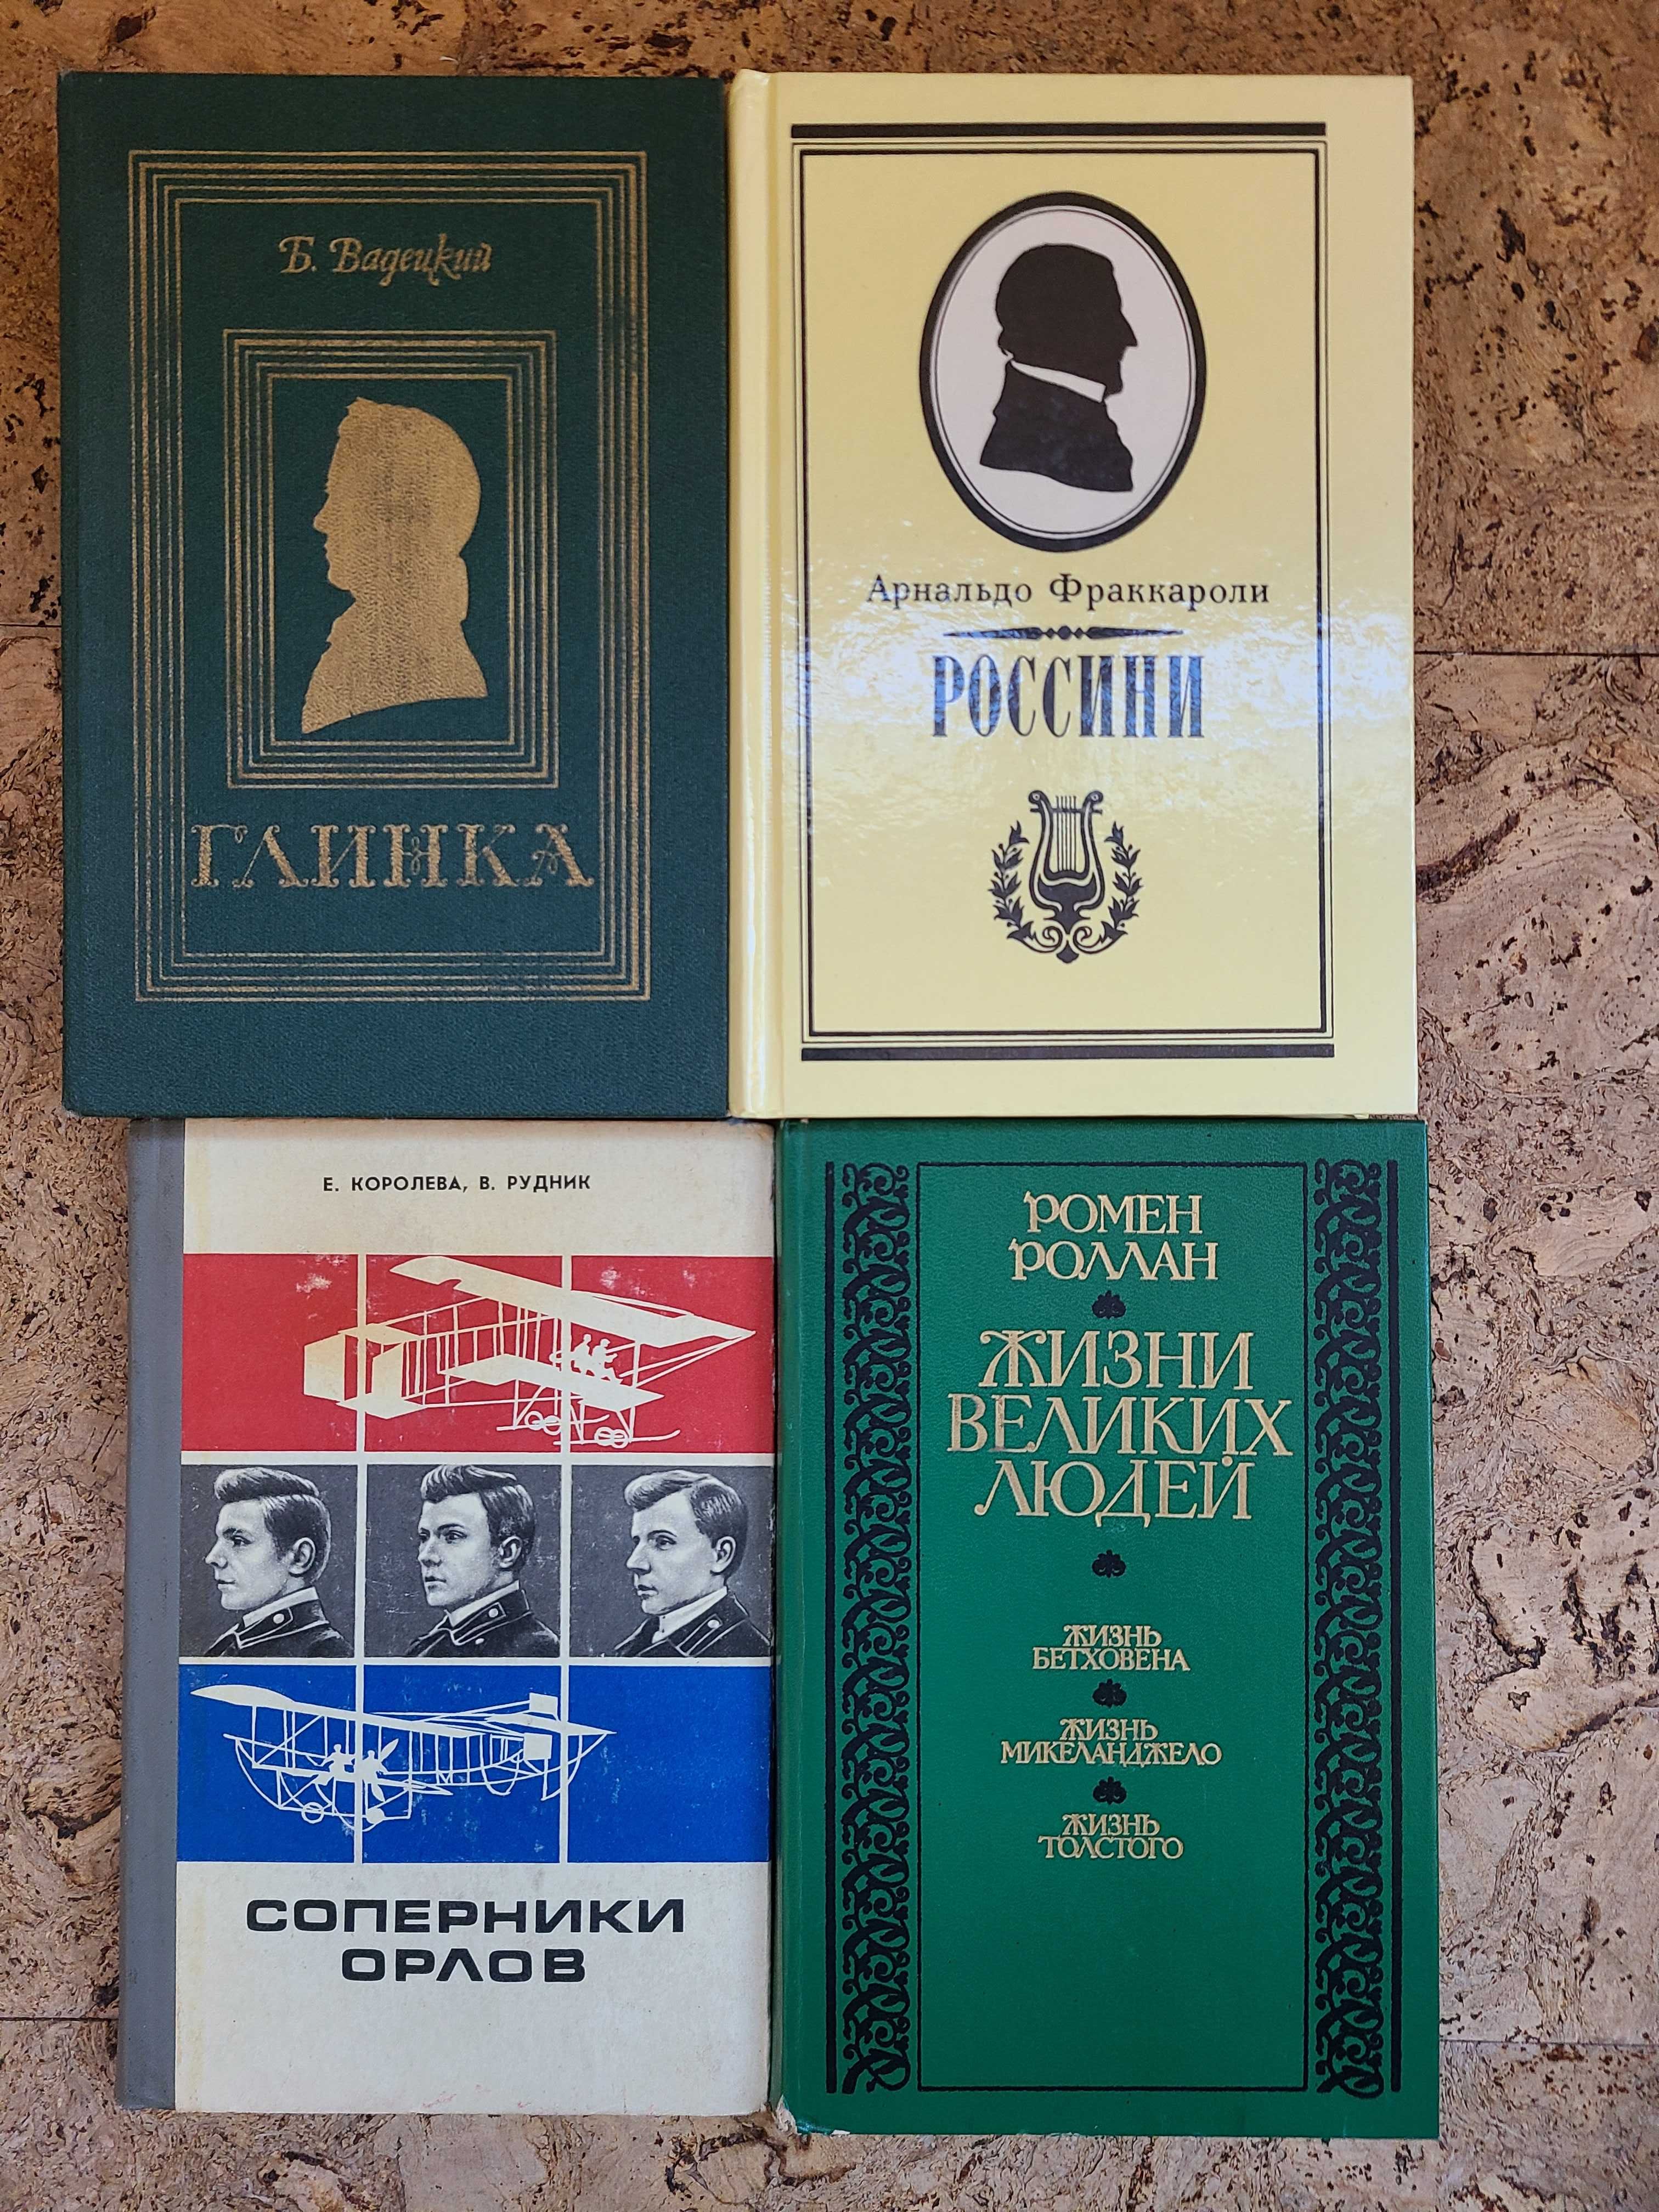 Б. Вадецкий
ГЛИНКА
Арнальдо Фраккароли
РОССИНИ
Е. КОРОЛЕВА, В. РУДНИК
СОПЕРНИКИ
ОРЛОВ
РОМЕН
РОЛЛАН
ЖИЗНИ
ВЕЛИКИХ
ЛЮДЕЙ
ЖИЗНЬ
БЕТХОВЕНА
ЖИЗНЬ
МИКЕЛАНДЖЕЛО
ЖИЗНЬ
ТОЛСТОГО